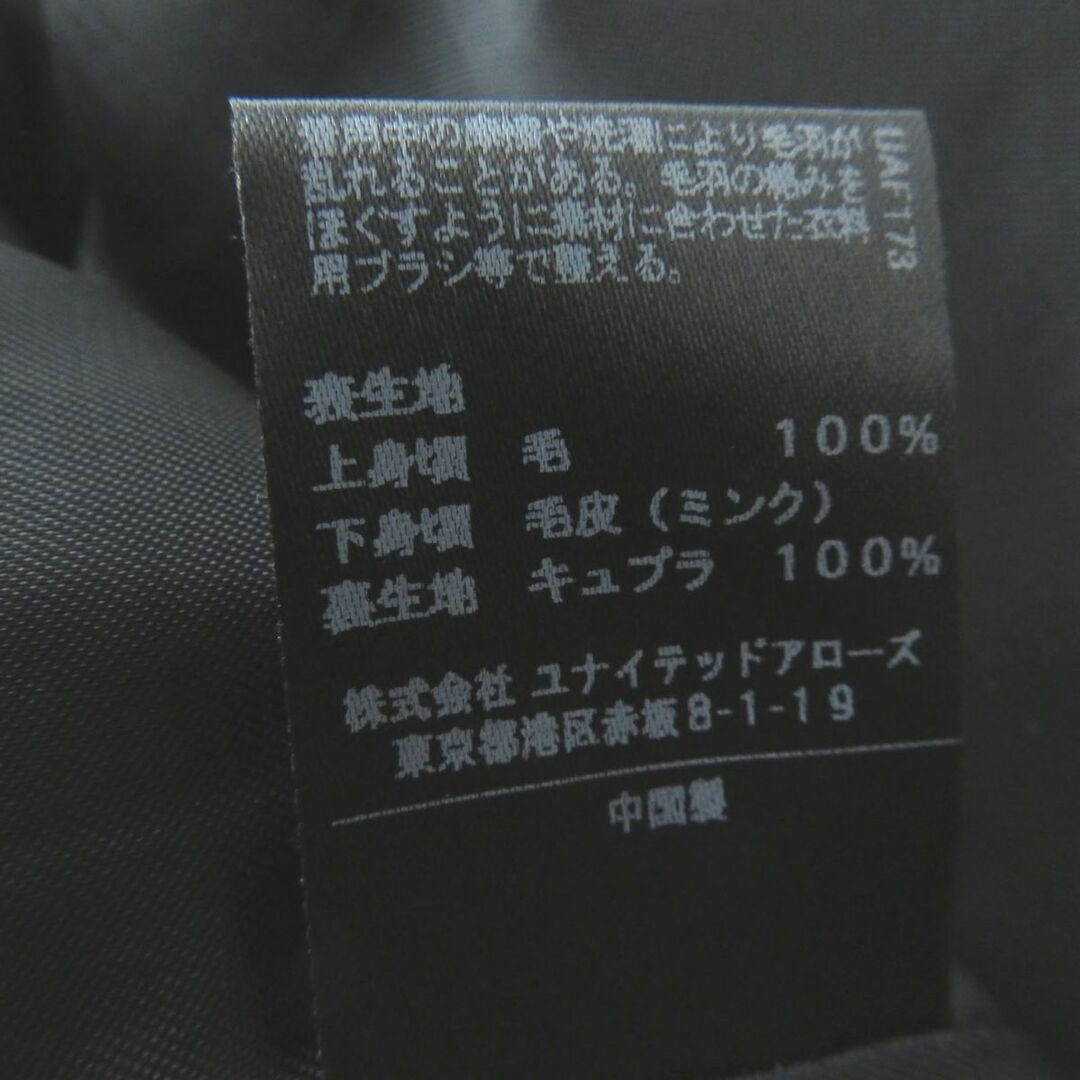 着用中の摩擦や洗濯により毛羽が
乱れることがある。毛羽の絡みを
ほぐすように素材に合わせた衣料
用ブラシ等で整える。
UAFT73
表生地
上身頃 毛 100%
下身頃 毛皮(ミンク)
裏生地 キュプラ 100%
株式会社 ユナイテッドアローズ
東京都港区赤坂8-1-19
中国製